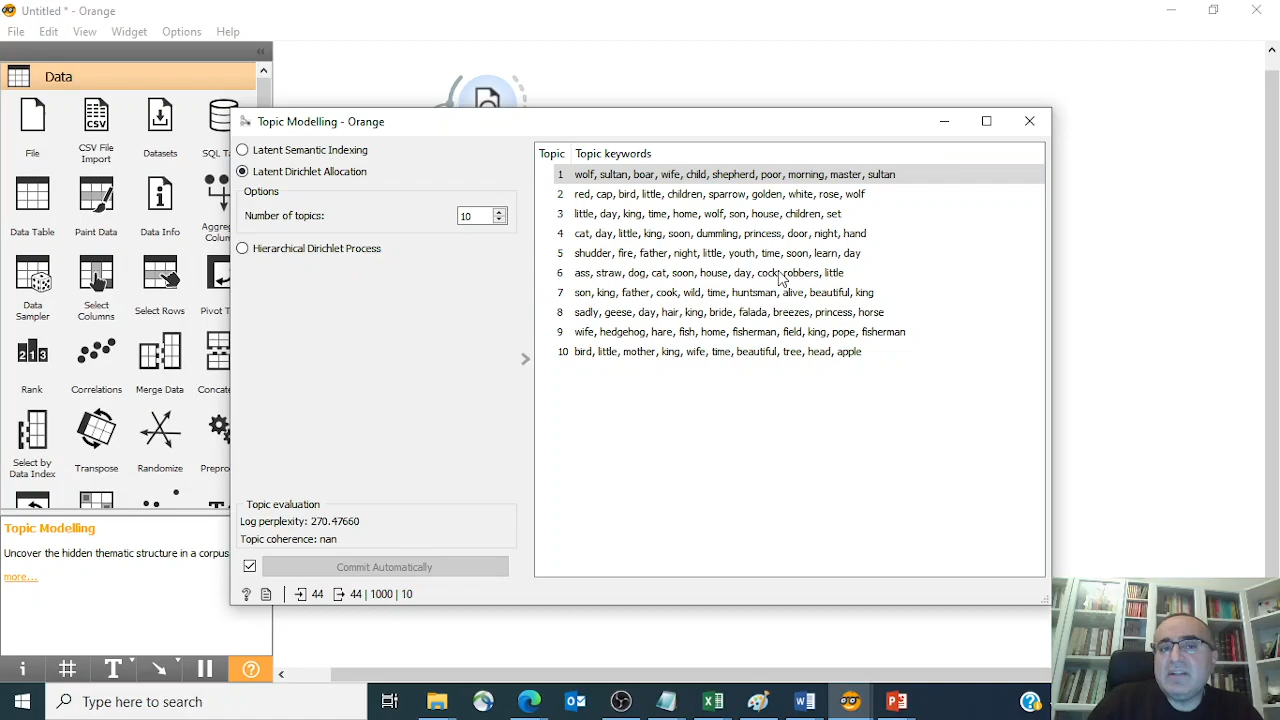 Untitled * - Orange
File Edit View Widget Options Help
Data
File
CSV File Import
Datasets
SQL Ta
Data Table
Paint Data
Data Info
Aggreg Colum
Data Sampler
Select Columns
Select Rows
Pivot T
Rank
Correlations
Merge Data
Concate
Select by Data Index
Transpose
Randomize
Preproc
Topic Modelling
Uncover the hidden thematic structure in a corpus
more...
Topic Modelling - Orange
Latent Semantic Indexing
Latent Dirichlet Allocation
Options
Number of topics: 10
Hierarchical Dirichlet Process
Topic evaluation
Log perplexity: 270.47660
Topic coherence: nan
Commit Automatically
? 44 44 | 1000 | 10
Topic Topic keywords
1 wolf, sultan, boar, wife, child, shepherd, poor, morning, master, sultan
2 red, cap, bird, little, children, sparrow, golden, white, rose, wolf
3 little, day, king, time, home, wolf, son, house, children, set
4 cat, day, little, king, soon, dummling, princess, door, night, hand
5 shudder, fire, father, night, little, youth, time, soon, learn, day
6 ass, straw, dog, cat, soon, house, day, cock, robbers, little
7 son, king, father, cook, wild, time, huntsman, alive, beautiful, king
8 sadly, geese, day, hair, king, bride, falada, breezes, princess, horse
9 wife, hedgehog, hare, fish, home, fisherman, field, king, pope, fisherman
10 bird, little, mother, king, wife, time, beautiful, tree, head, apple
Type here to search